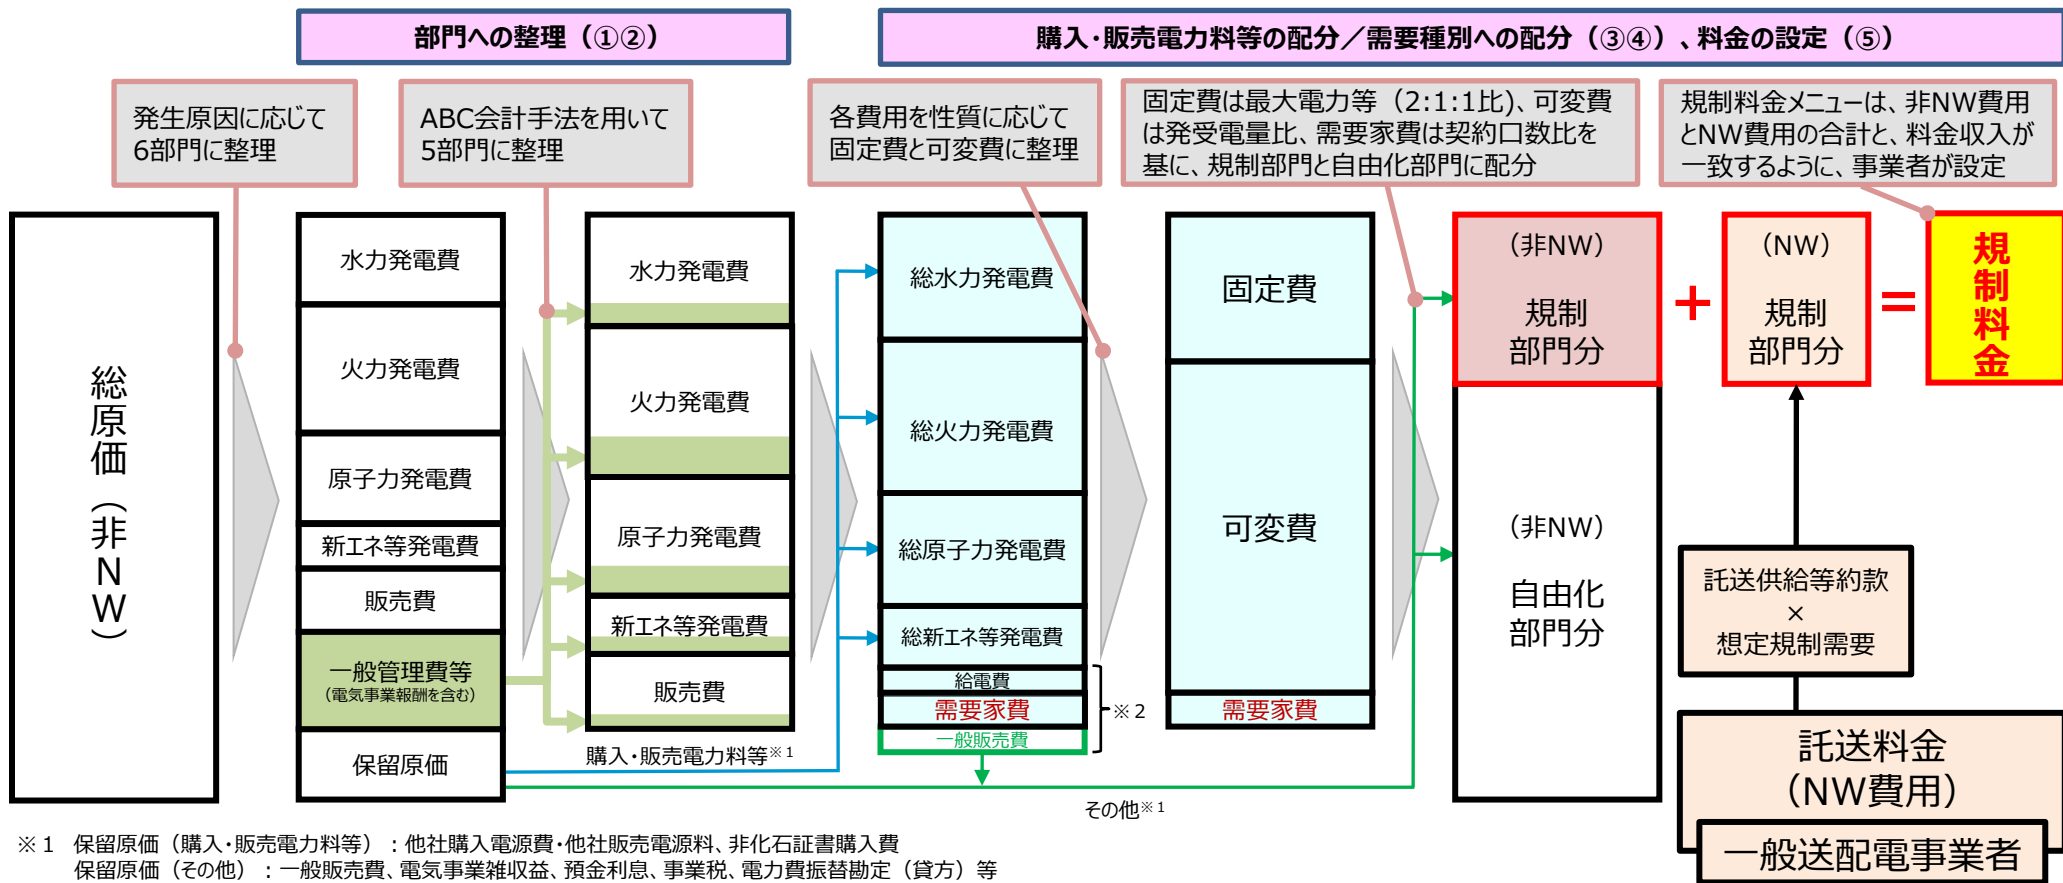 部門への整理（①②）
購入・販売電力料等の配分／需要種別への配分（③④）、料金の設定（⑤）
発生原因に応じて
6部門に整理
ABC会計手法を用いて
5部門に整理
各費用を性質に応じて
固定費と可変費に整理
固定費は最大電力等（2:1:1比）、可変費
は発受電量比、需要家費は契約口数比を
基に、規制部門と自由化部門に配分
規制料金メニューは、非NW費用
とNW費用の合計と、料金収入が
一致するように、事業者が設定
総原価（非NW）
水力発電費
火力発電費
原子力発電費
新エネ等発電費
販売費
一般管理費等
（電気事業報酬を含む）
保留原価
水力発電費
火力発電費
原子力発電費
新エネ等発電費
販売費
購入・販売電力料等※1
総水力発電費
総火力発電費
総原子力発電費
総新エネ等発電費
給電費
需要家費
一般販売費
※2
固定費
可変費
需要家費
その他※1
（非NW）
規制
部門分
（非NW）
自由化
部門分
＋
（NW）
規制
部門分
＝
規制料金
託送供給等約款
×
想定規制需要
託送料金
（NW費用）
一般送配電事業者
※1 保留原価（購入・販売電力料等）：他社購入電源費・他社販売電源料、非化石証書購入費
保留原価（その他）：一般販売費、電気事業雑収益、預金利息、事業税、電力費振替勘定（貸方）等